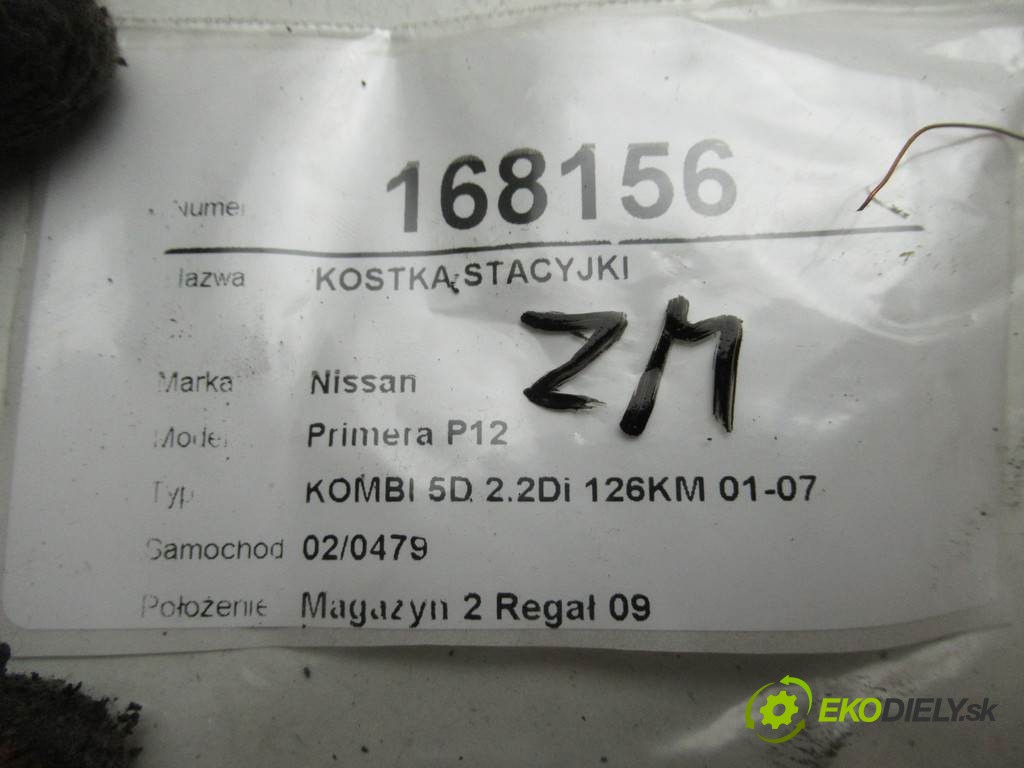 Numer 168156
Nazwa KOSTKA STACYJKI
ZM
Marka Nissan
Model Primera P12
Typ KOMBI 5D 2.2Di 126KM 01-07
Samochod 02/0479
Położenie Magazyn 2 Regał 09
EKODIELY.sk